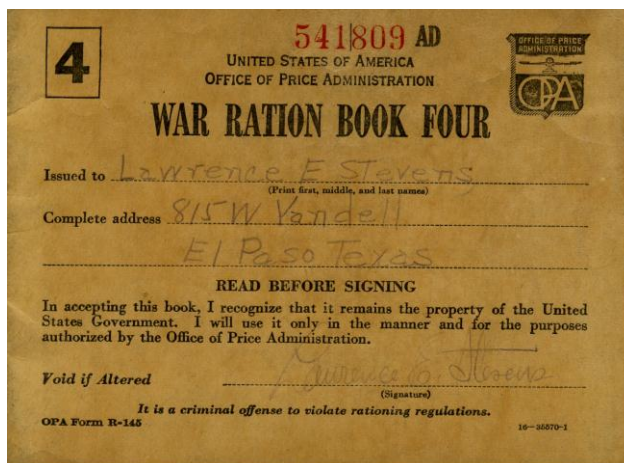 4
541809 AD
UNITED STATES OF AMERICA
OFFICE OF PRICE ADMINISTRATION
OFFICE OF PRICE
ADMINISTRATION
OPA
WAR RATION BOOK FOUR
Issued to Lawrence E Stevens
(Print first, middle, and last names)
Complete address 815 W Yandell
El Paso Texas
READ BEFORE SIGNING
In accepting this book, I recognize that it remains the property of the United
States Government. I will use it only in the manner and for the purposes
authorized by the Office of Price Administration.
Void if Altered Lawrence E. Stevens
(Signature)
It is a criminal offense to violate rationing regulations.
OPA Form R-145
16—35570-1